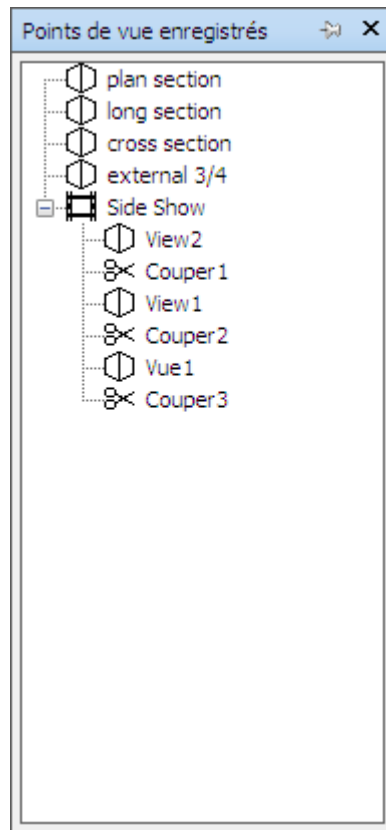 Points de vue enregistrés
plan section
long section
cross section
external 3/4
Side Show
View2
Couper1
View1
Couper2
Vue1
Couper3